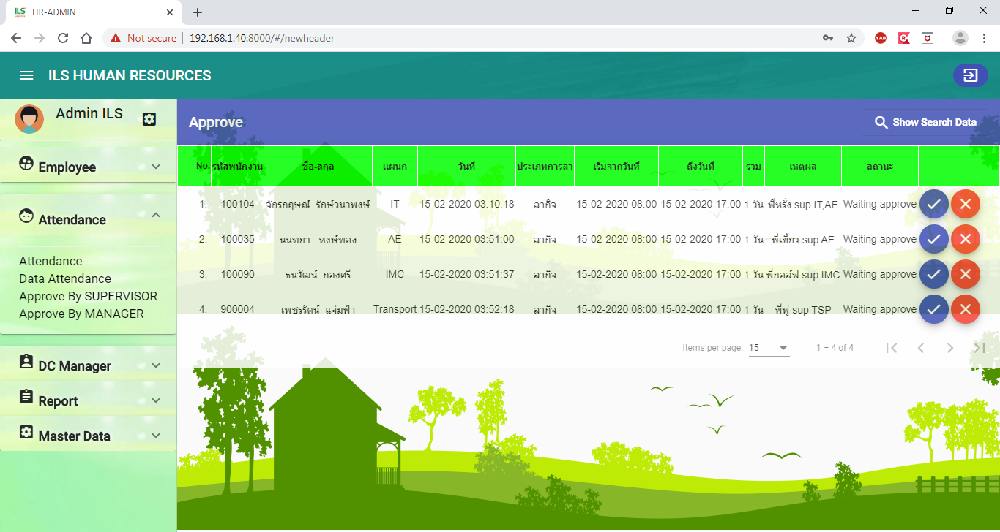 ILS HR-ADMIN
Not secure 192.168.1.40:8000/#/newheader
ILS HUMAN RESOURCES
Admin ILS
Employee
Attendance
Attendance
Data Attendance
Approve By SUPERVISOR
Approve By MANAGER
DC Manager
Report
Master Data
Approve
Show Search Data
No. รหัสพนักงาน ชื่อ-สกุล แผนก วันที่ ประเภทการลา เริ่มจากวันที่ ถึงวันที่ รวม เหตุผล สถานะ
1. 100104 จักรกฤษณ์ รักษ์วนาพงษ์ IT 15-02-2020 03:10:18 ลากิจ 15-02-2020 08:00 15-02-2020 17:00 1 วัน พี่หรั่ง sup IT,AE Waiting approve
2. 100035 นนทยา หงษ์ทอง AE 15-02-2020 03:51:00 ลากิจ 15-02-2020 08:00 15-02-2020 17:00 1 วัน พี่เขี้ยว sup AE Waiting approve
3. 100090 ธนวัฒน์ กองศรี IMC 15-02-2020 03:51:37 ลากิจ 15-02-2020 08:00 15-02-2020 17:00 1 วัน พี่กอล์ฟ sup IMC Waiting approve
4. 900004 เพชรรัตน์ แจ่มฟ้า Transport 15-02-2020 03:52:18 ลากิจ 15-02-2020 08:00 15-02-2020 17:00 1 วัน พี่พู่ sup TSP Waiting approve
Items per page: 15 1 – 4 of 4